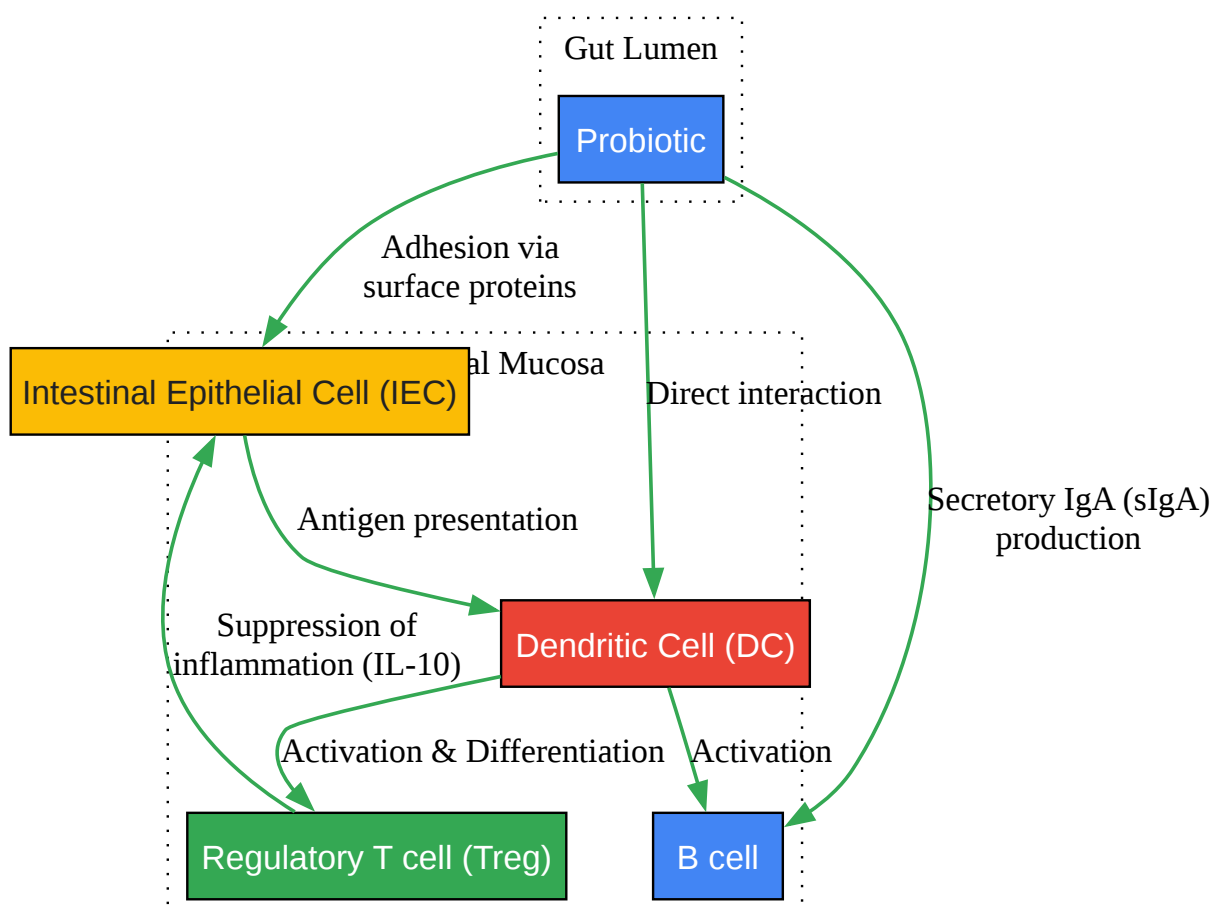 Gut Lumen
Probiotic
Adhesion via
surface proteins
al Mucosa
Intestinal Epithelial Cell (IEC)
Direct interaction
Secretory IgA (sIgA)
production
Antigen presentation
Suppression of
inflammation (IL-10)
Dendritic Cell (DC)
Activation & Differentiation
Activation
Regulatory T cell (Treg)
B cell